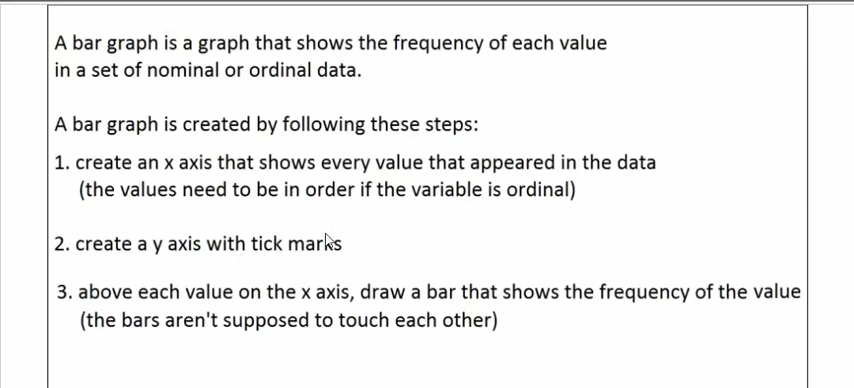 A bar graph is a graph that shows the frequency of each value
in a set of nominal or ordinal data.
A bar graph is created by following these steps:
1. create an x axis that shows every value that appeared in the data
(the values need to be in order if the variable is ordinal)
2. create a y axis with tick marks
3. above each value on the x axis, draw a bar that shows the frequency of the value
(the bars aren't supposed to touch each other)